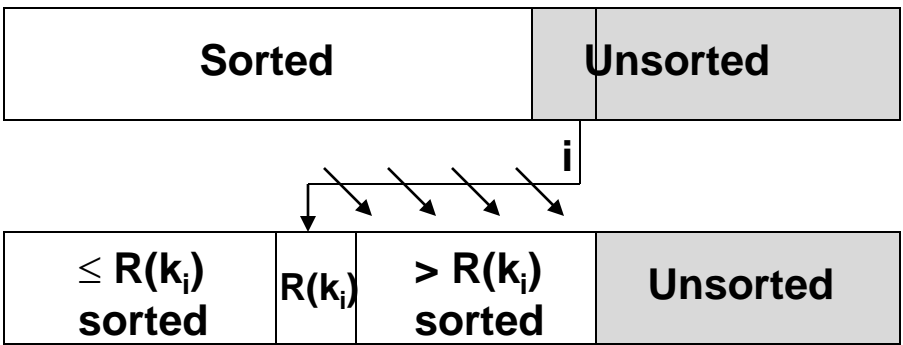 Sorted Unsorted
i
≤ R(kᵢ) R(kᵢ) > R(kᵢ) Unsorted
sorted sorted